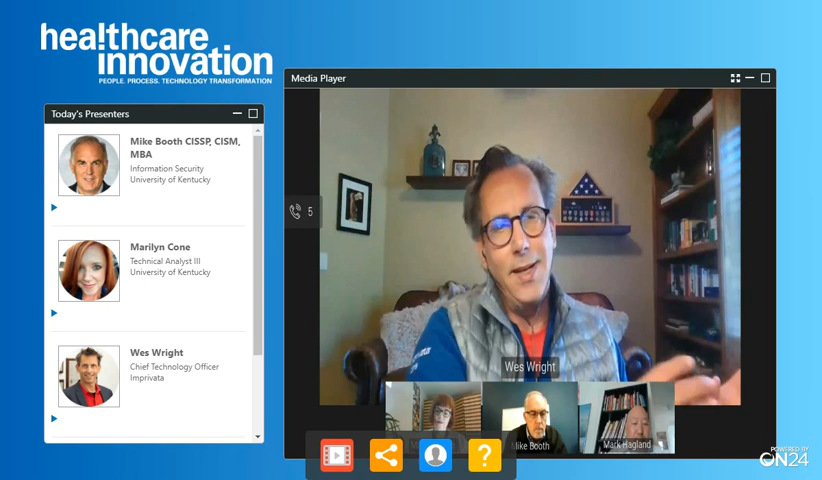 healthcare
innovation
PEOPLE. PROCESS. TECHNOLOGY TRANSFORMATION
Media Player
Today's Presenters
Mike Booth CISSP, CISM,
MBA
Information Security
University of Kentucky
Marilyn Cone
Technical Analyst III
University of Kentucky
Wes Wright
Chief Technology Officer
Imprivata
5
Wes Wright
Mike Booth
Mark Hagland
?
POWERED BY
ON24